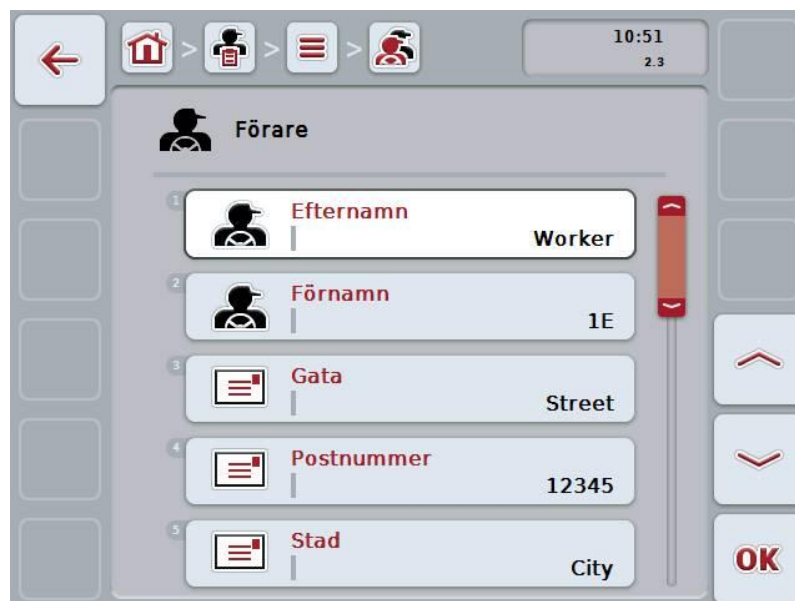 > > >
10:51
2.3
Förare
1
Efternamn
Worker
2
Förnamn
1E
3
Gata
Street
4
Postnummer
12345
5
Stad
City
OK